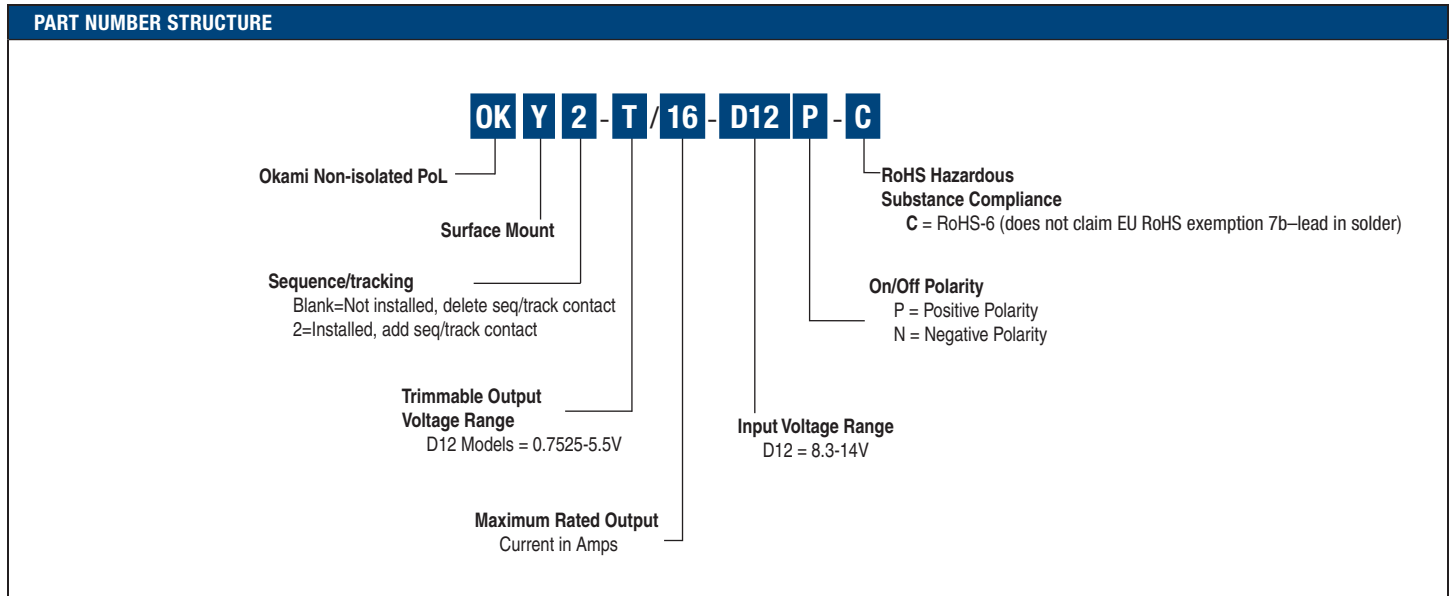 PART NUMBER STRUCTURE
OK Y 2 - T / 16 - D12 P - C
Okami Non-isolated PoL
Surface Mount
Sequence/tracking
Blank=Not installed, delete seq/track contact
2=Installed, add seq/track contact
Trimmable Output
Voltage Range
D12 Models = 0.7525-5.5V
Maximum Rated Output
Current in Amps
Input Voltage Range
D12 = 8.3-14V
On/Off Polarity
P = Positive Polarity
N = Negative Polarity
RoHS Hazardous
Substance Compliance
C = RoHS-6 (does not claim EU RoHS exemption 7b–lead in solder)